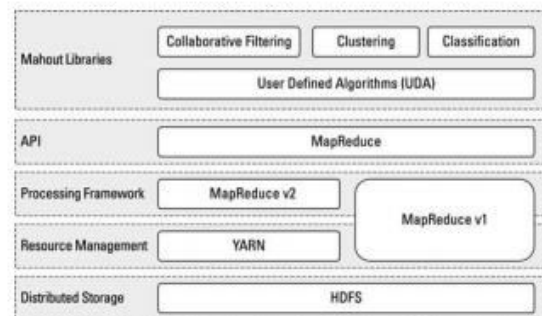 Mahout Libraries
Collaborative Filtering
Clustering
Classification
User Defined Algorithms (UDA)
API
MapReduce
Processing Framework
MapReduce v2
MapReduce v1
Resource Management
YARN
Distributed Storage
HDFS